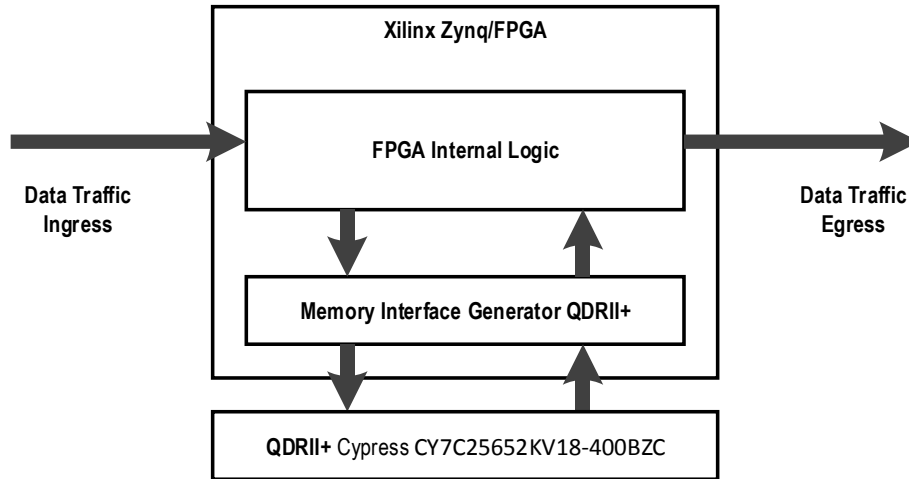 Xilinx Zynq/FPGA
FPGA Internal Logic
Data Traffic
Ingress
Data Traffic
Egress
Memory Interface Generator QDRII+
QDRII+ Cypress CY7C25652KV18-400BZC